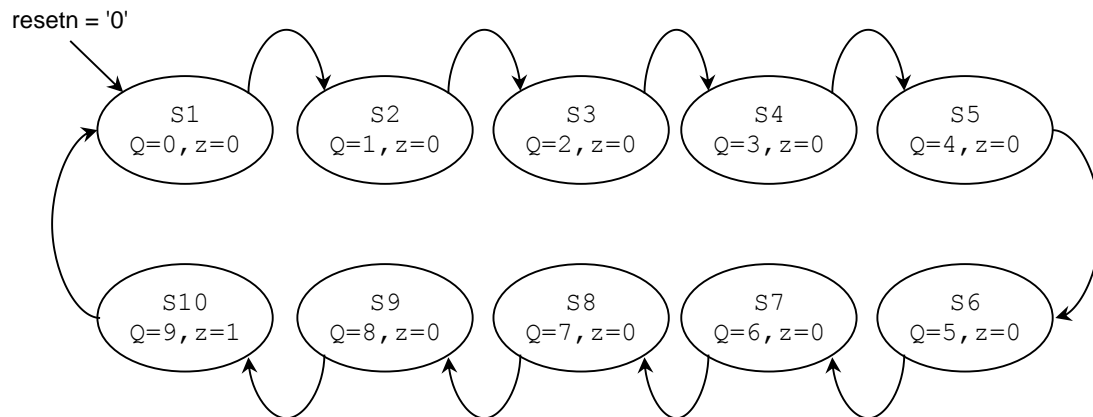 resetn = '0'
S1
Q=0,z=0
S2
Q=1,z=0
S3
Q=2,z=0
S4
Q=3,z=0
S5
Q=4,z=0
S10
Q=9,z=1
S9
Q=8,z=0
S8
Q=7,z=0
S7
Q=6,z=0
S6
Q=5,z=0